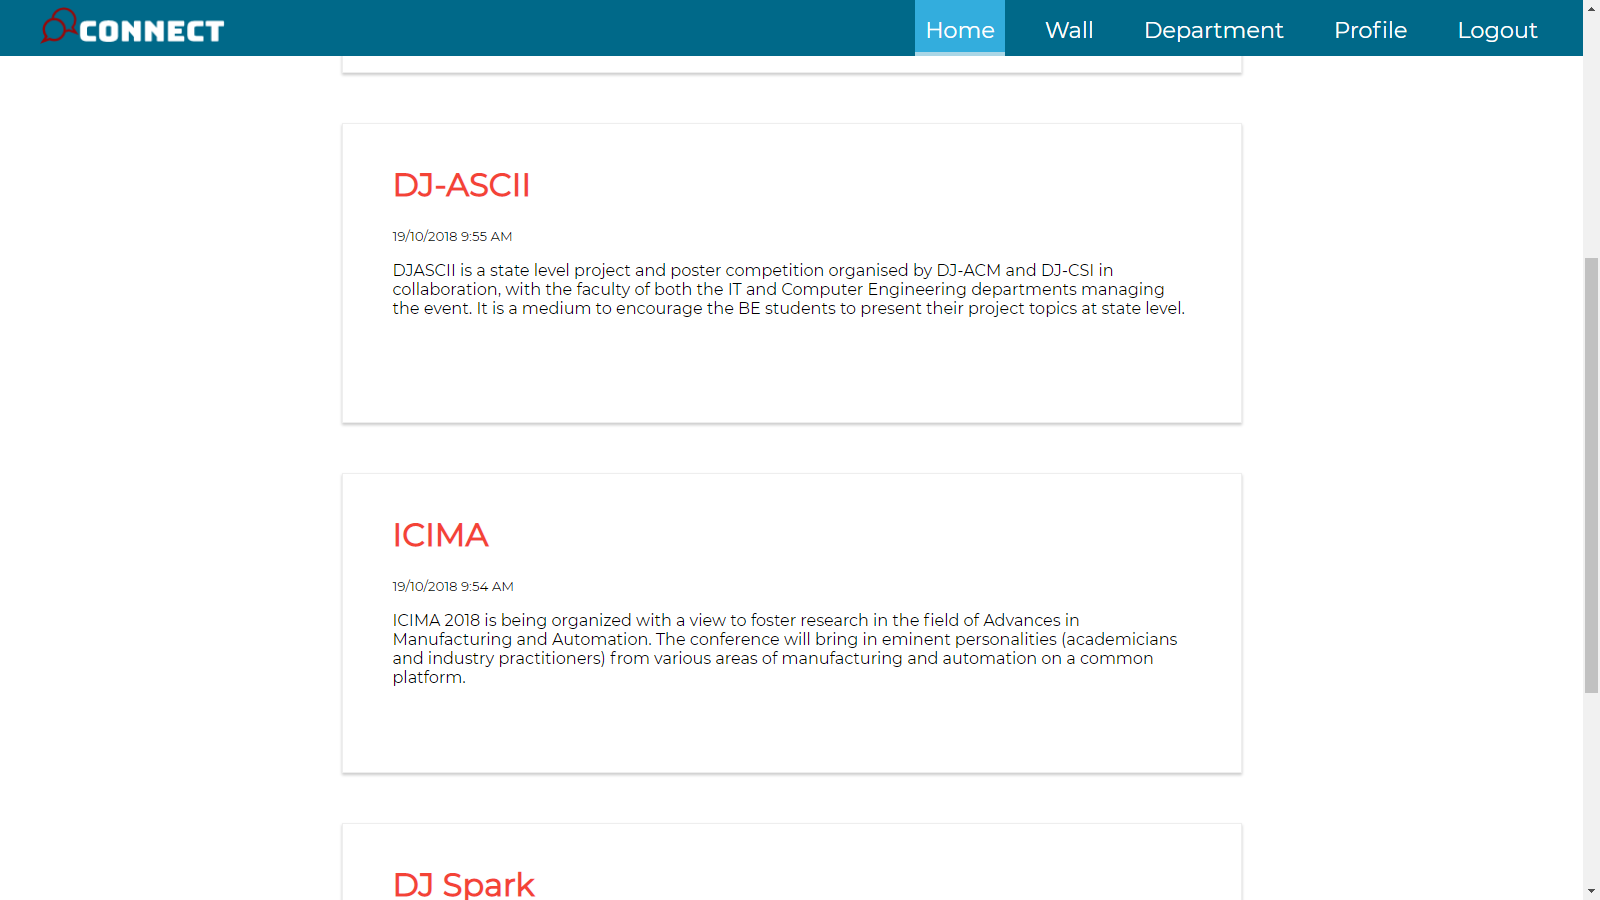 CONNECT
Home Wall Department Profile Logout
DJ-ASCII
19/10/2018 9:55 AM
DJASCII is a state level project and poster competition organised by DJ-ACM and DJ-CSI in
collaboration, with the faculty of both the IT and Computer Engineering departments managing
the event. It is a medium to encourage the BE students to present their project topics at state level.
ICIMA
19/10/2018 9:54 AM
ICIMA 2018 is being organized with a view to foster research in the field of Advances in
Manufacturing and Automation. The conference will bring in eminent personalities (academicians
and industry practitioners) from various areas of manufacturing and automation on a common
platform.
DJ Spark